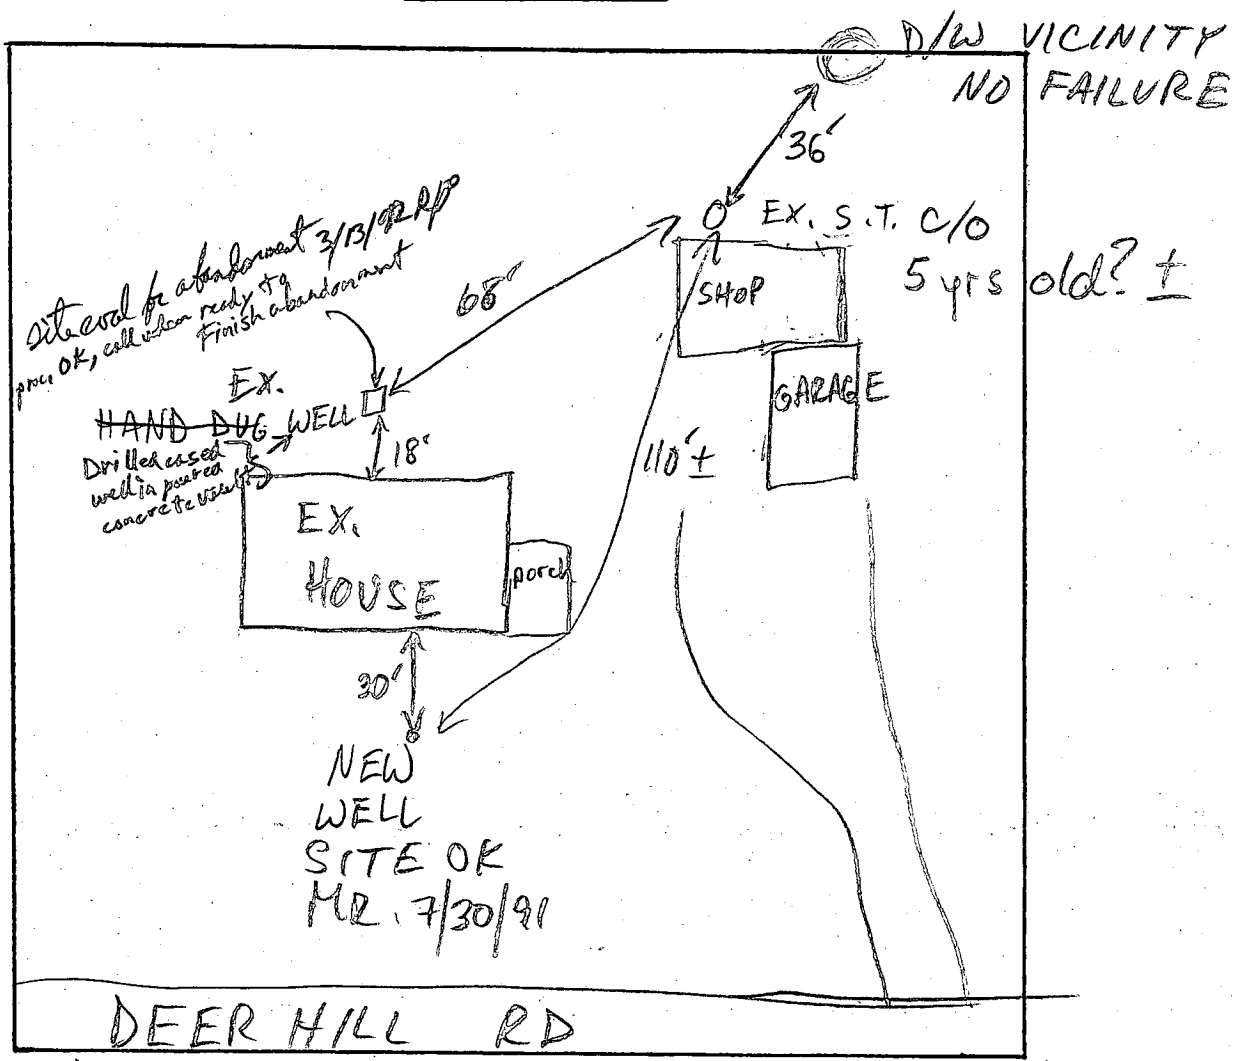 D/W VICINITY
NO FAILURE
36'
EX. S.T. C/O
5 yrs old? ±
SHOP
GARAGE
68'
site eval for abandonment 3/13/92 R/P
proc. OK, call when ready to
Finish abandonment
EX.
HAND DUG WELL
Drilled cased
well in poured
concrete vault
18'
110' ±
EX.
HOUSE
porch
30'
NEW
WELL
SITE OK
MR. 7/30/91
DEER HILL RD